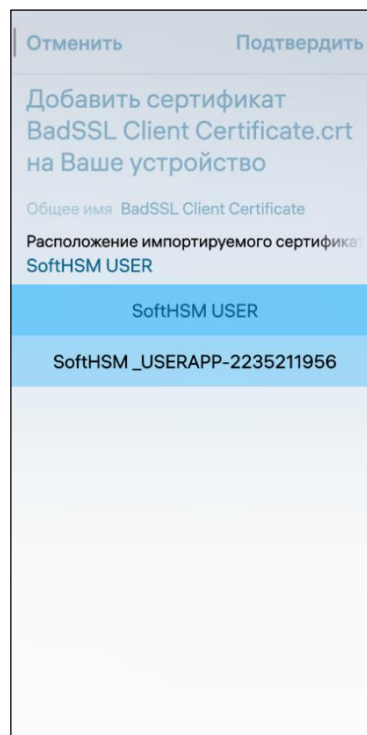 Отменить Подтвердить
Добавить сертификат
BadSSL Client Certificate.crt
на Ваше устройство
Общее имя BadSSL Client Certificate
Расположение импортируемого сертифика
SoftHSM USER
SoftHSM USER
SoftHSM _USERAPP-2235211956